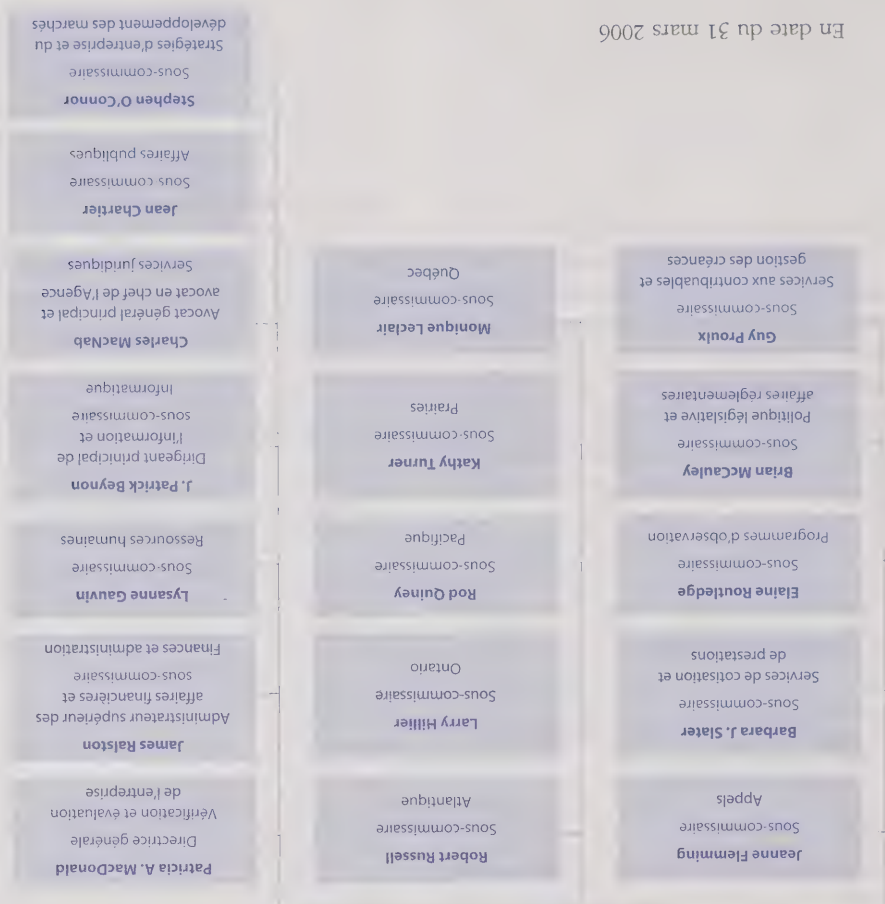 Jeanne Flemming
Sous-commissaire
Appels
Barbara J. Slater
Sous-commissaire
Services de cotisation et
de prestations
Elaine Routledge
Sous-commissaire
Programmes d'observation
Brian McCauley
Sous-commissaire
Politique législative et
affaires réglementaires
Guy Proulx
Sous-commissaire
Services aux contribuables et
gestion des créances
Robert Russell
Sous-commissaire
Atlantique
Larry Hillier
Sous-commissaire
Ontario
Rod Quiney
Sous-commissaire
Pacifique
Kathy Turner
Sous-commissaire
Prairies
Monique Leclair
Sous-commissaire
Québec
Patricia A. MacDonald
Directrice générale
Vérification et évaluation
de l'entreprise
James Ralston
Administrateur supérieur des
affaires financières et
sous-commissaire
Finances et administration
Lysanne Gauvin
Sous-commissaire
Ressources humaines
J. Patrick Beynon
Dirigeant prinicipal de
l'information et
sous-commissaire
Informatique
Charles MacNab
Avocat général principal et
avocat en chef de l'Agence
Services juridiques
Jean Chartier
Sous-commissaire
Affaires publiques
Stephen O'Connor
Sous-commissaire
Stratégies d'entreprise et du
développement des marchés
En date du 31 mars 2006